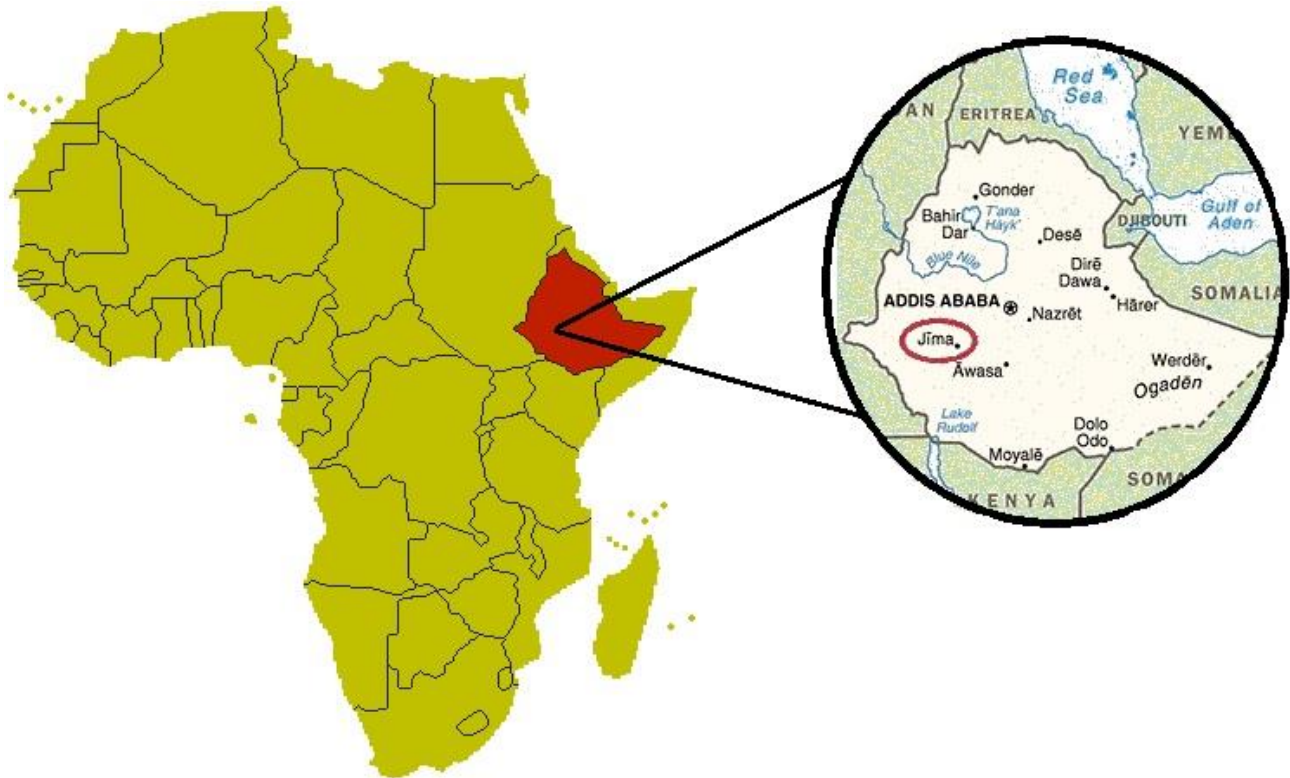 Red
Sea
AN
ERITREA
YEME
Gonder
Bahir
Dar
T'ana
Hāyk'
DJIBOUTI
Gulf of
Aden
Desē
Blue Nile
Dirē
Dawa
ADDIS ABABA
Nazrēt
Hārer
SOMALIA
Jīma
Āwasa
Werdēr
Ogadēn
Lake
Rudolf
Dolo
Odo
Moyalē
SOMA
KENYA